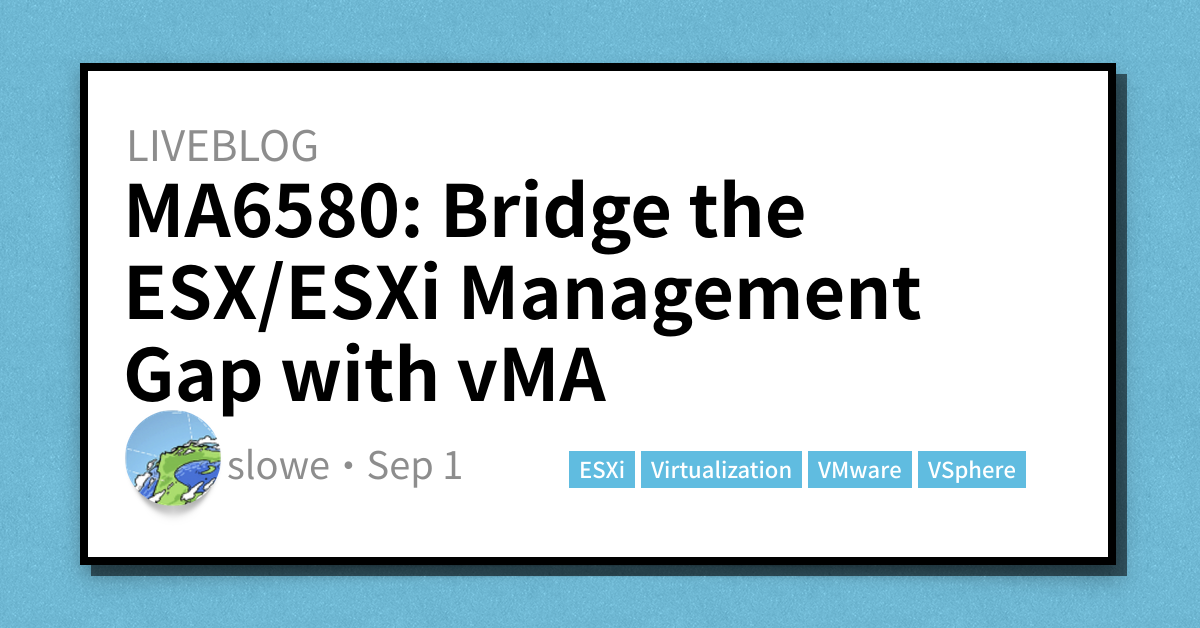 LIVEBLOG
MA6580: Bridge the
ESX/ESXi Management
Gap with vMA
slowe • Sep 1
ESXi Virtualization VMware VSphere